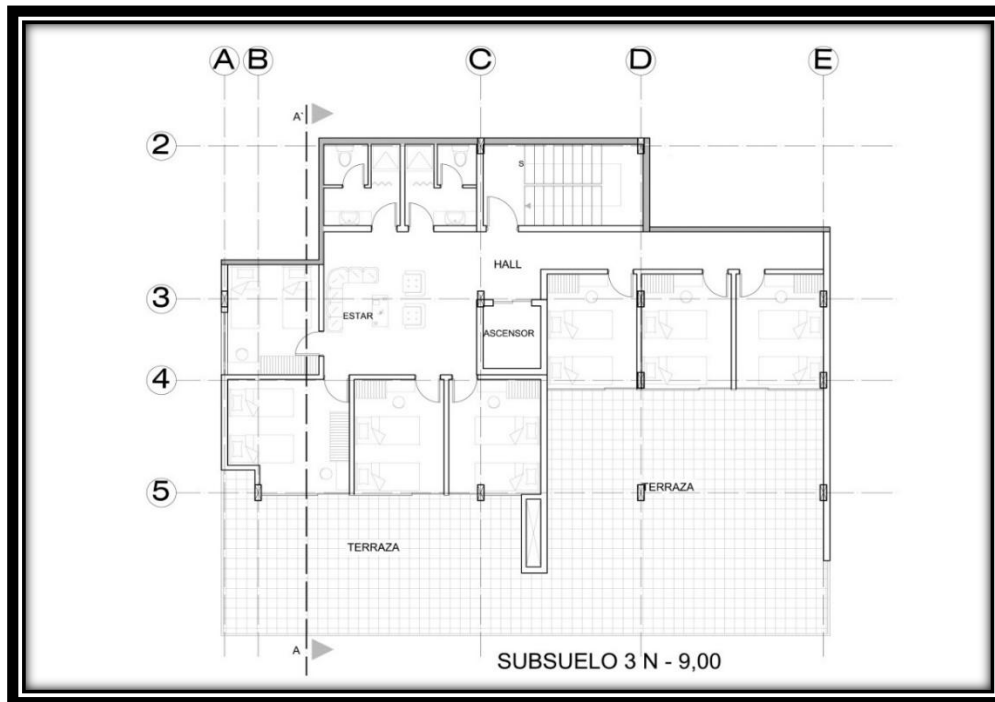 A B C D E
A'
2
S
HALL
3
ESTAR
ASCENSOR
4
5
TERRAZA
TERRAZA
A
SUBSUELO 3 N - 9,00